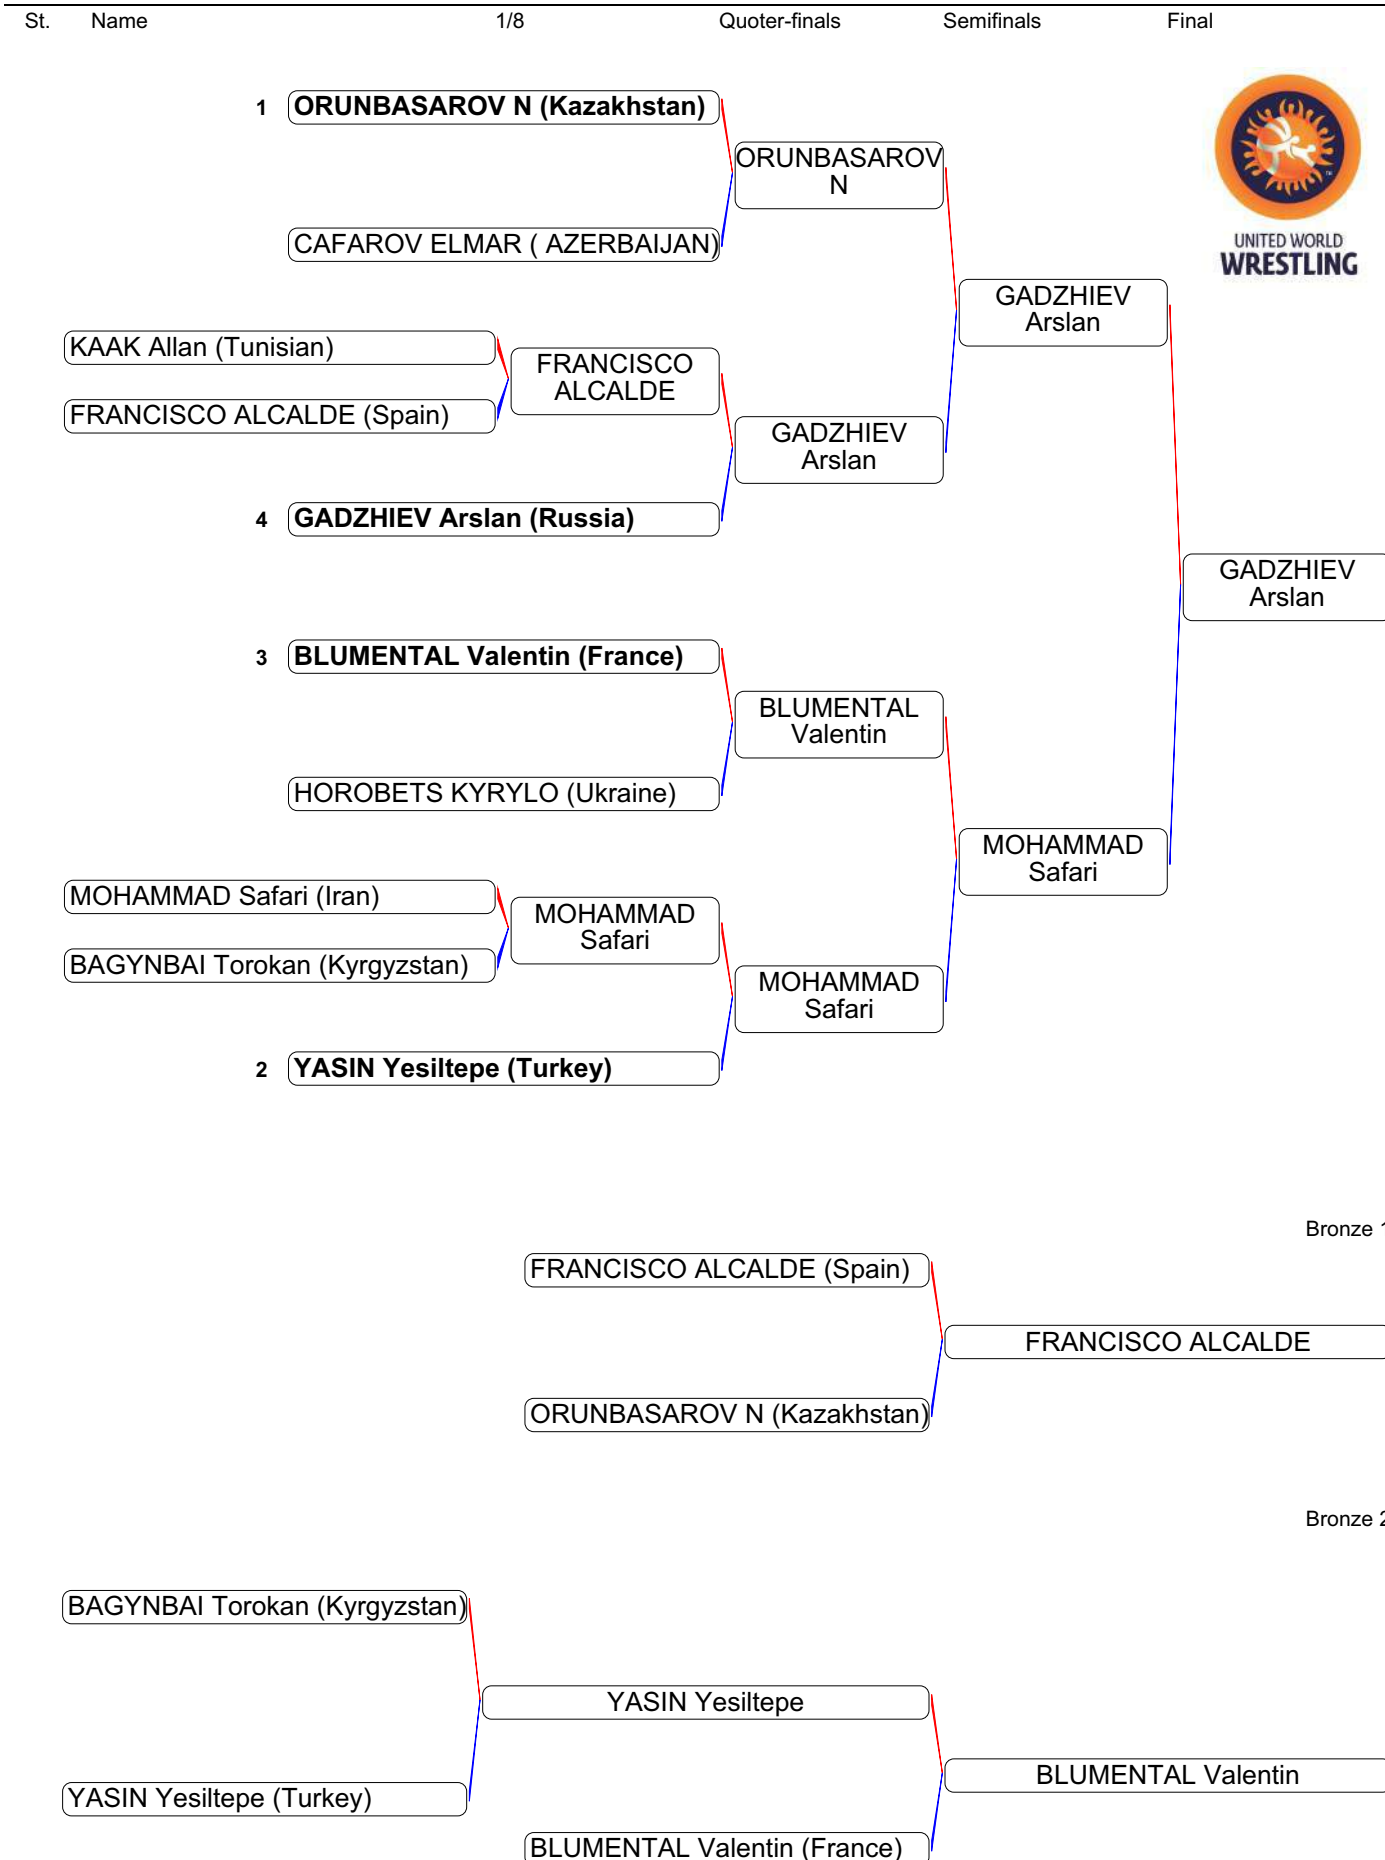 St. Name 1/8 Quoter-finals Semifinals Final
1 ORUNBASAROV N (Kazakhstan)
ORUNBASAROV
N
CAFAROV ELMAR ( AZERBAIJAN)
UNITED WORLD
WRESTLING
GADZHIEV
Arslan
KAAK Allan (Tunisian)
FRANCISCO
ALCALDE
FRANCISCO ALCALDE (Spain)
GADZHIEV
Arslan
4 GADZHIEV Arslan (Russia)
GADZHIEV
Arslan
3 BLUMENTAL Valentin (France)
BLUMENTAL
Valentin
HOROBETS KYRYLO (Ukraine)
MOHAMMAD
Safari
MOHAMMAD Safari (Iran)
MOHAMMAD
Safari
BAGYNBAI Torokan (Kyrgyzstan)
MOHAMMAD
Safari
2 YASIN Yesiltepe (Turkey)
Bronze 1
FRANCISCO ALCALDE (Spain)
FRANCISCO ALCALDE
ORUNBASAROV N (Kazakhstan)
Bronze 2
BAGYNBAI Torokan (Kyrgyzstan)
YASIN Yesiltepe
BLUMENTAL Valentin
YASIN Yesiltepe (Turkey)
BLUMENTAL Valentin (France)